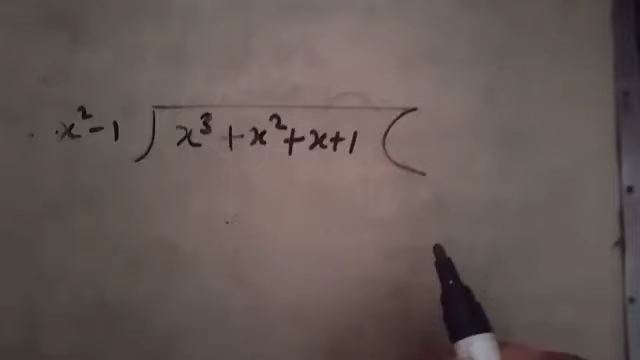 x² - 1 ) x³ + x² + x + 1 (